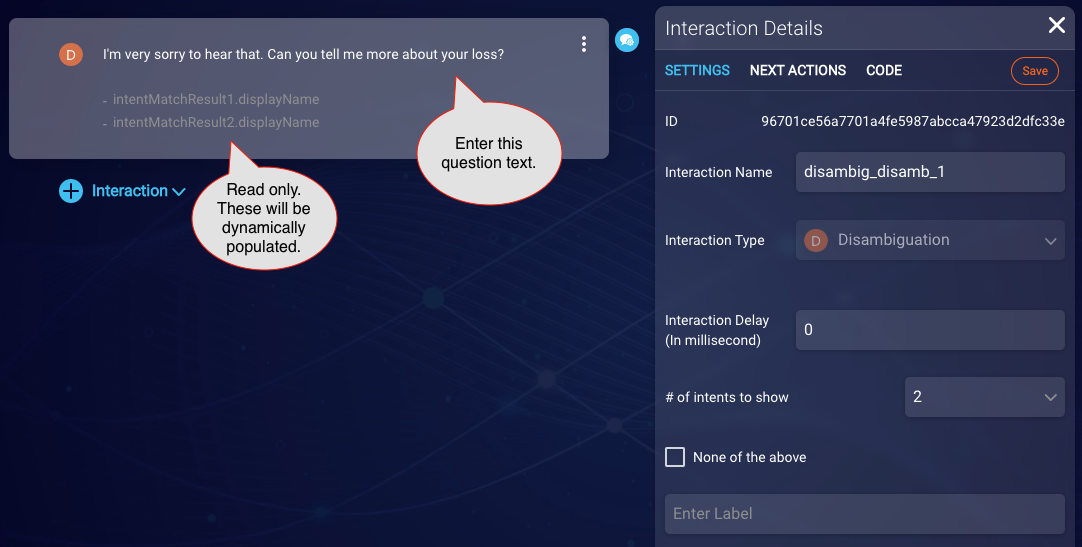 D
I'm very sorry to hear that. Can you tell me more about your loss?
- intentMatchResult1.displayName
- intentMatchResult2.displayName
Enter this
question text.
Interaction
Read only.
These will be
dynamically
populated.
Interaction Details
SETTINGS NEXT ACTIONS CODE Save
ID 96701ce56a7701a4fe5987abcca47923d2dfc33e
Interaction Name disambig_disamb_1
Interaction Type D Disambiguation
Interaction Delay
(In millisecond) 0
# of intents to show 2
None of the above
Enter Label